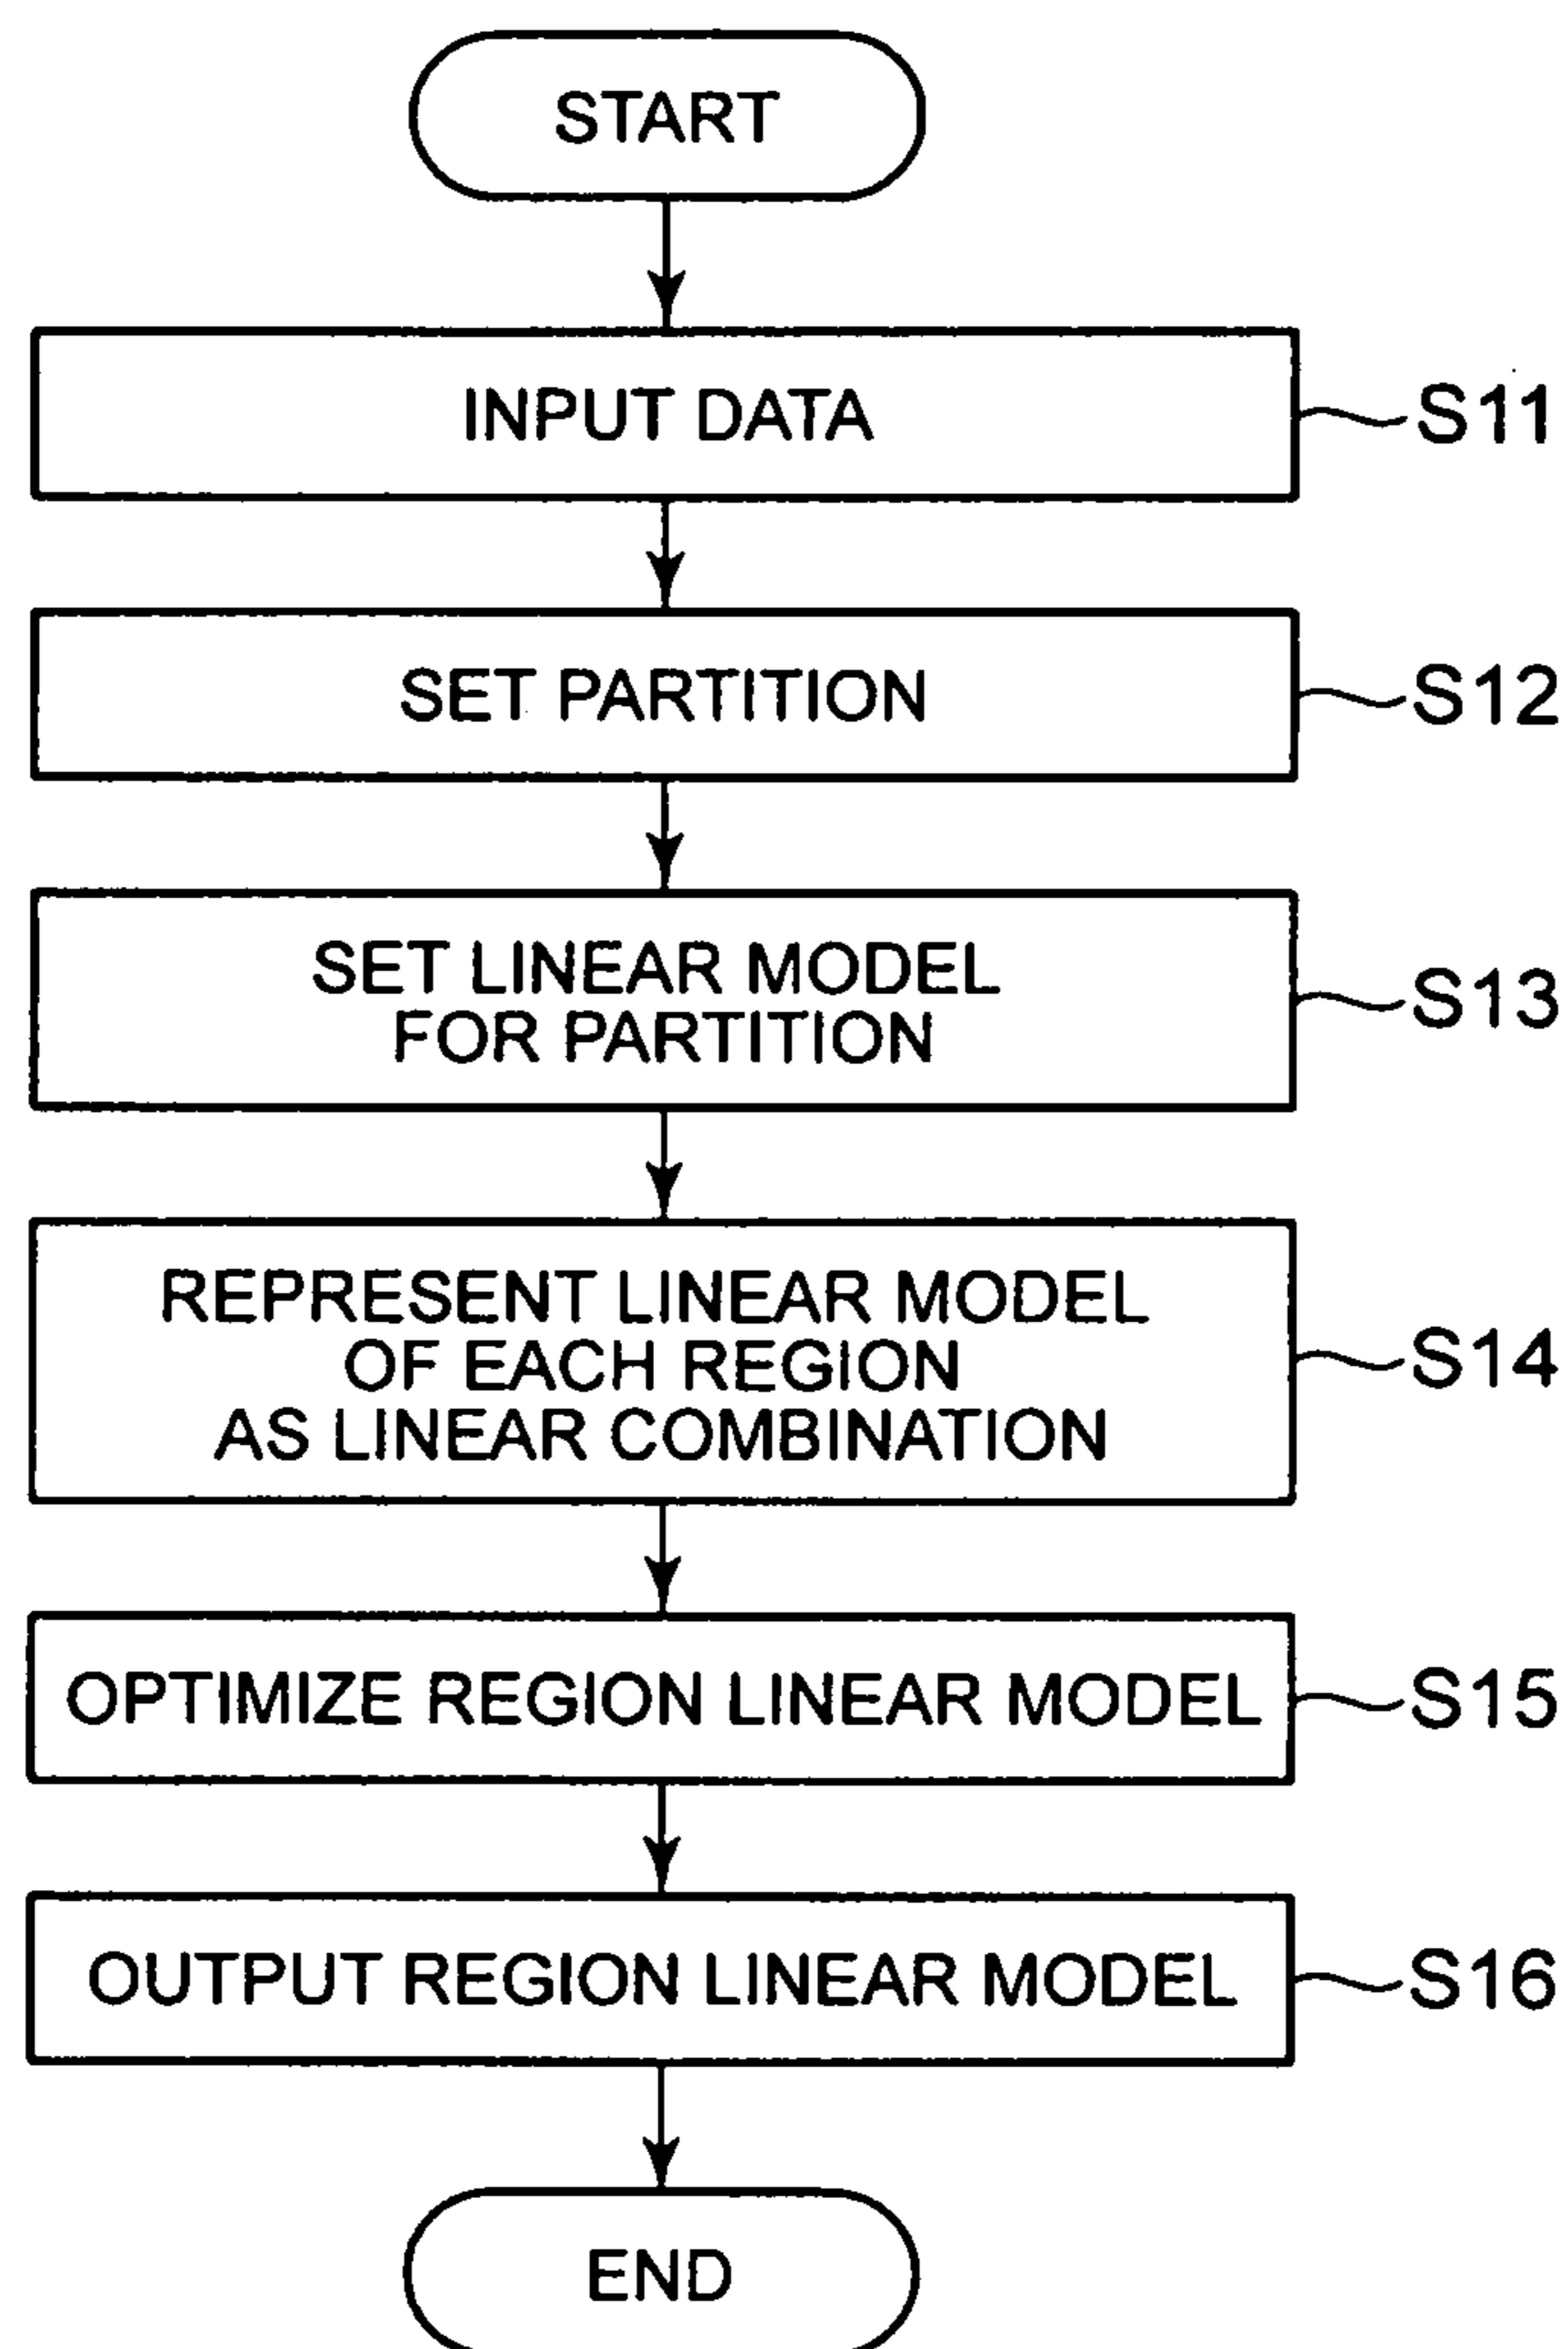 START
INPUT DATA
S11
SET PARTITION
S12
SET LINEAR MODEL
FOR PARTITION
S13
REPRESENT LINEAR MODEL
OF EACH REGION
AS LINEAR COMBINATION
S14
OPTIMIZE REGION LINEAR MODEL
S15
OUTPUT REGION LINEAR MODEL
S16
END